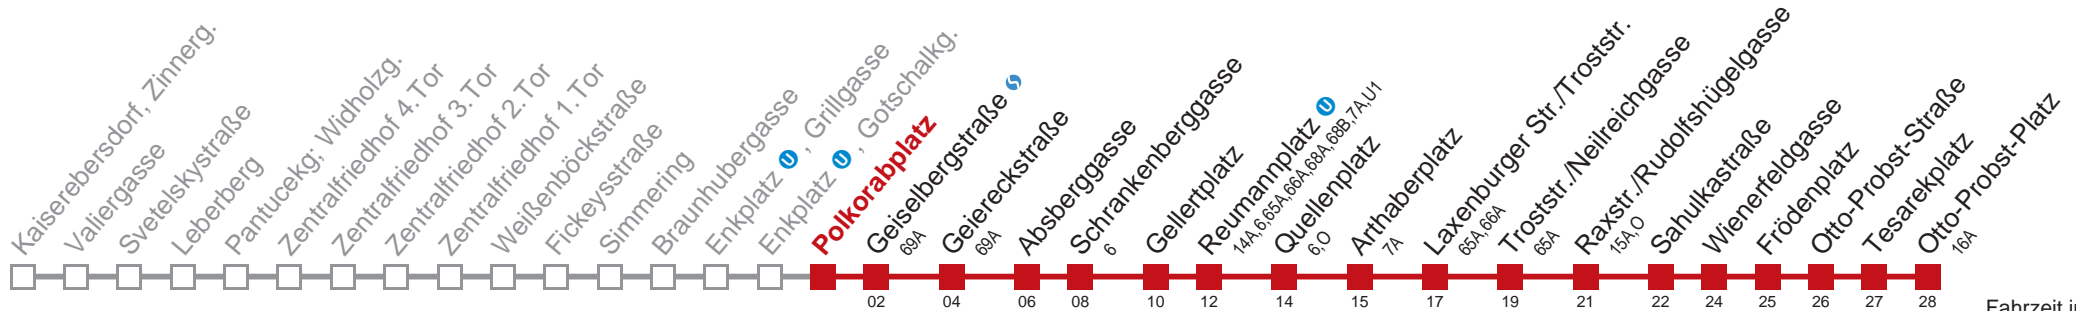 Kaiserebersdorf, Zinnerg.
Valiergasse
Svetelskystraße
Leberberg
Pantucekg; Widholzg.
Zentralfriedhof 4.Tor
Zentralfriedhof 3.Tor
Zentralfriedhof 2.Tor
Zentralfriedhof 1.Tor
Weißenböckstraße
Fickeysstraße
Simmering
Braunhubergasse
Enkplatz U , Grillgasse
Enkplatz U , Gotschalkg.
Polkorabplatz
Geiselbergstraße S
69A
Geiereckstraße
69A
Absberggasse
Schrankenberggasse
6
Gellertplatz
Reumannplatz U
14A,6,65A,66A,68A,68B,7A,U1
Quellenplatz
6,O
Arthaberplatz
7A
Laxenburger Str./Troststr.
65A,66A
Troststr./Neilreichgasse
65A
Raxstr./Rudolfshügelgasse
15A,O
Sahulkastraße
Wienerfeldgasse
Frödenplatz
Otto-Probst-Straße
Tesarekplatz
Otto-Probst-Platz
16A
02 04 06 08 10 12 14 15 17 19 21 22 24 25 26 27 28
Fahrzeit i